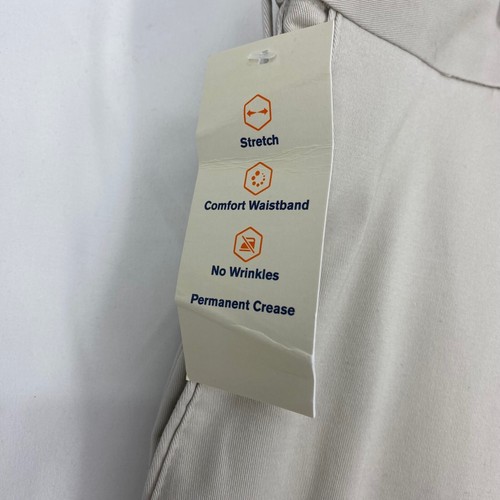 Stretch
Comfort Waistband
No Wrinkles
Permanent Crease